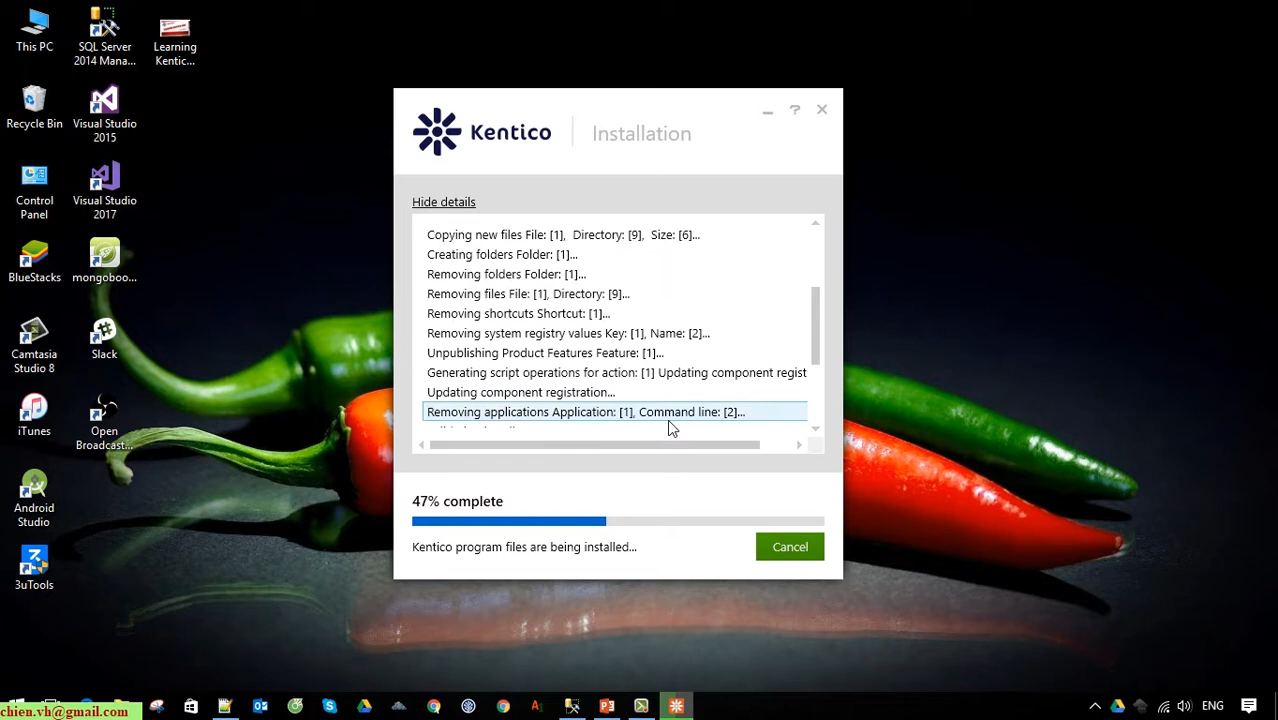 This PC
SQL Server
2014 Mana...
Learning
Kentic...
Recycle Bin
Visual Studio
2015
Control
Panel
Visual Studio
2017
BlueStacks
mongoboo...
Camtasia
Studio 8
Slack
iTunes
Open
Broadcast...
Android
Studio
3uTools
Kentico
Installation
Hide details
Copying new files File: [1],  Directory: [9],  Size: [6]...
Creating folders Folder: [1]...
Removing folders Folder: [1]...
Removing files File: [1], Directory: [9]...
Removing shortcuts Shortcut: [1]...
Removing system registry values Key: [1], Name: [2]...
Unpublishing Product Features Feature: [1]...
Generating script operations for action: [1] Updating component regist
Updating component registration...
Removing applications Application: [1], Command line: [2]...
47% complete
Kentico program files are being installed...
Cancel
chien.vh@gmail.com
ENG